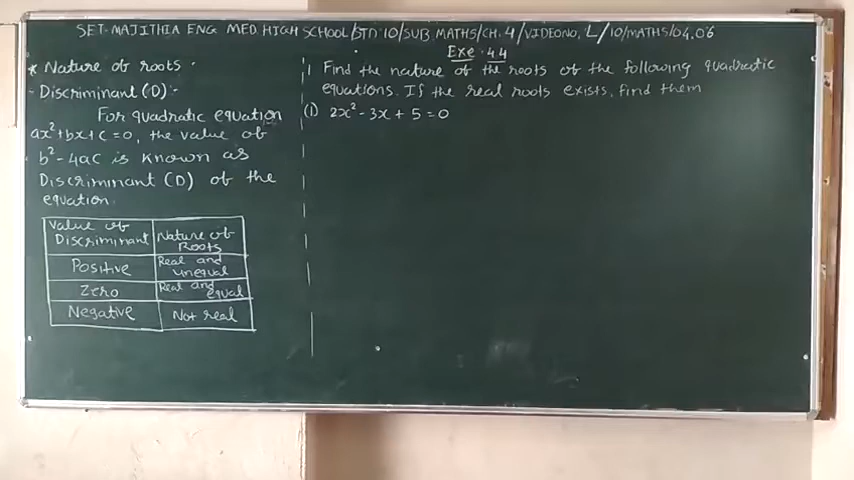 SET-MAJITHIA ENG MED HIGH SCHOOL/STD 10/SUB MATHS/CH.4/VIDEO NO. L/10/MATHS/04.06
* Nature of roots.
- Discriminant (D):-
For quadratic equation
ax²+bx+c=0, the value of
b²-4ac is known as
Discriminant (D) of the
equation.
Value of Discriminant | Nature of Roots
Positive | Real and unequal
Zero | Real and equal
Negative | Not real
Exe. 4.4
1 Find the nature of the roots of the following quadratic
equations. If the real roots exists, find them
(i) 2x²-3x+5=0